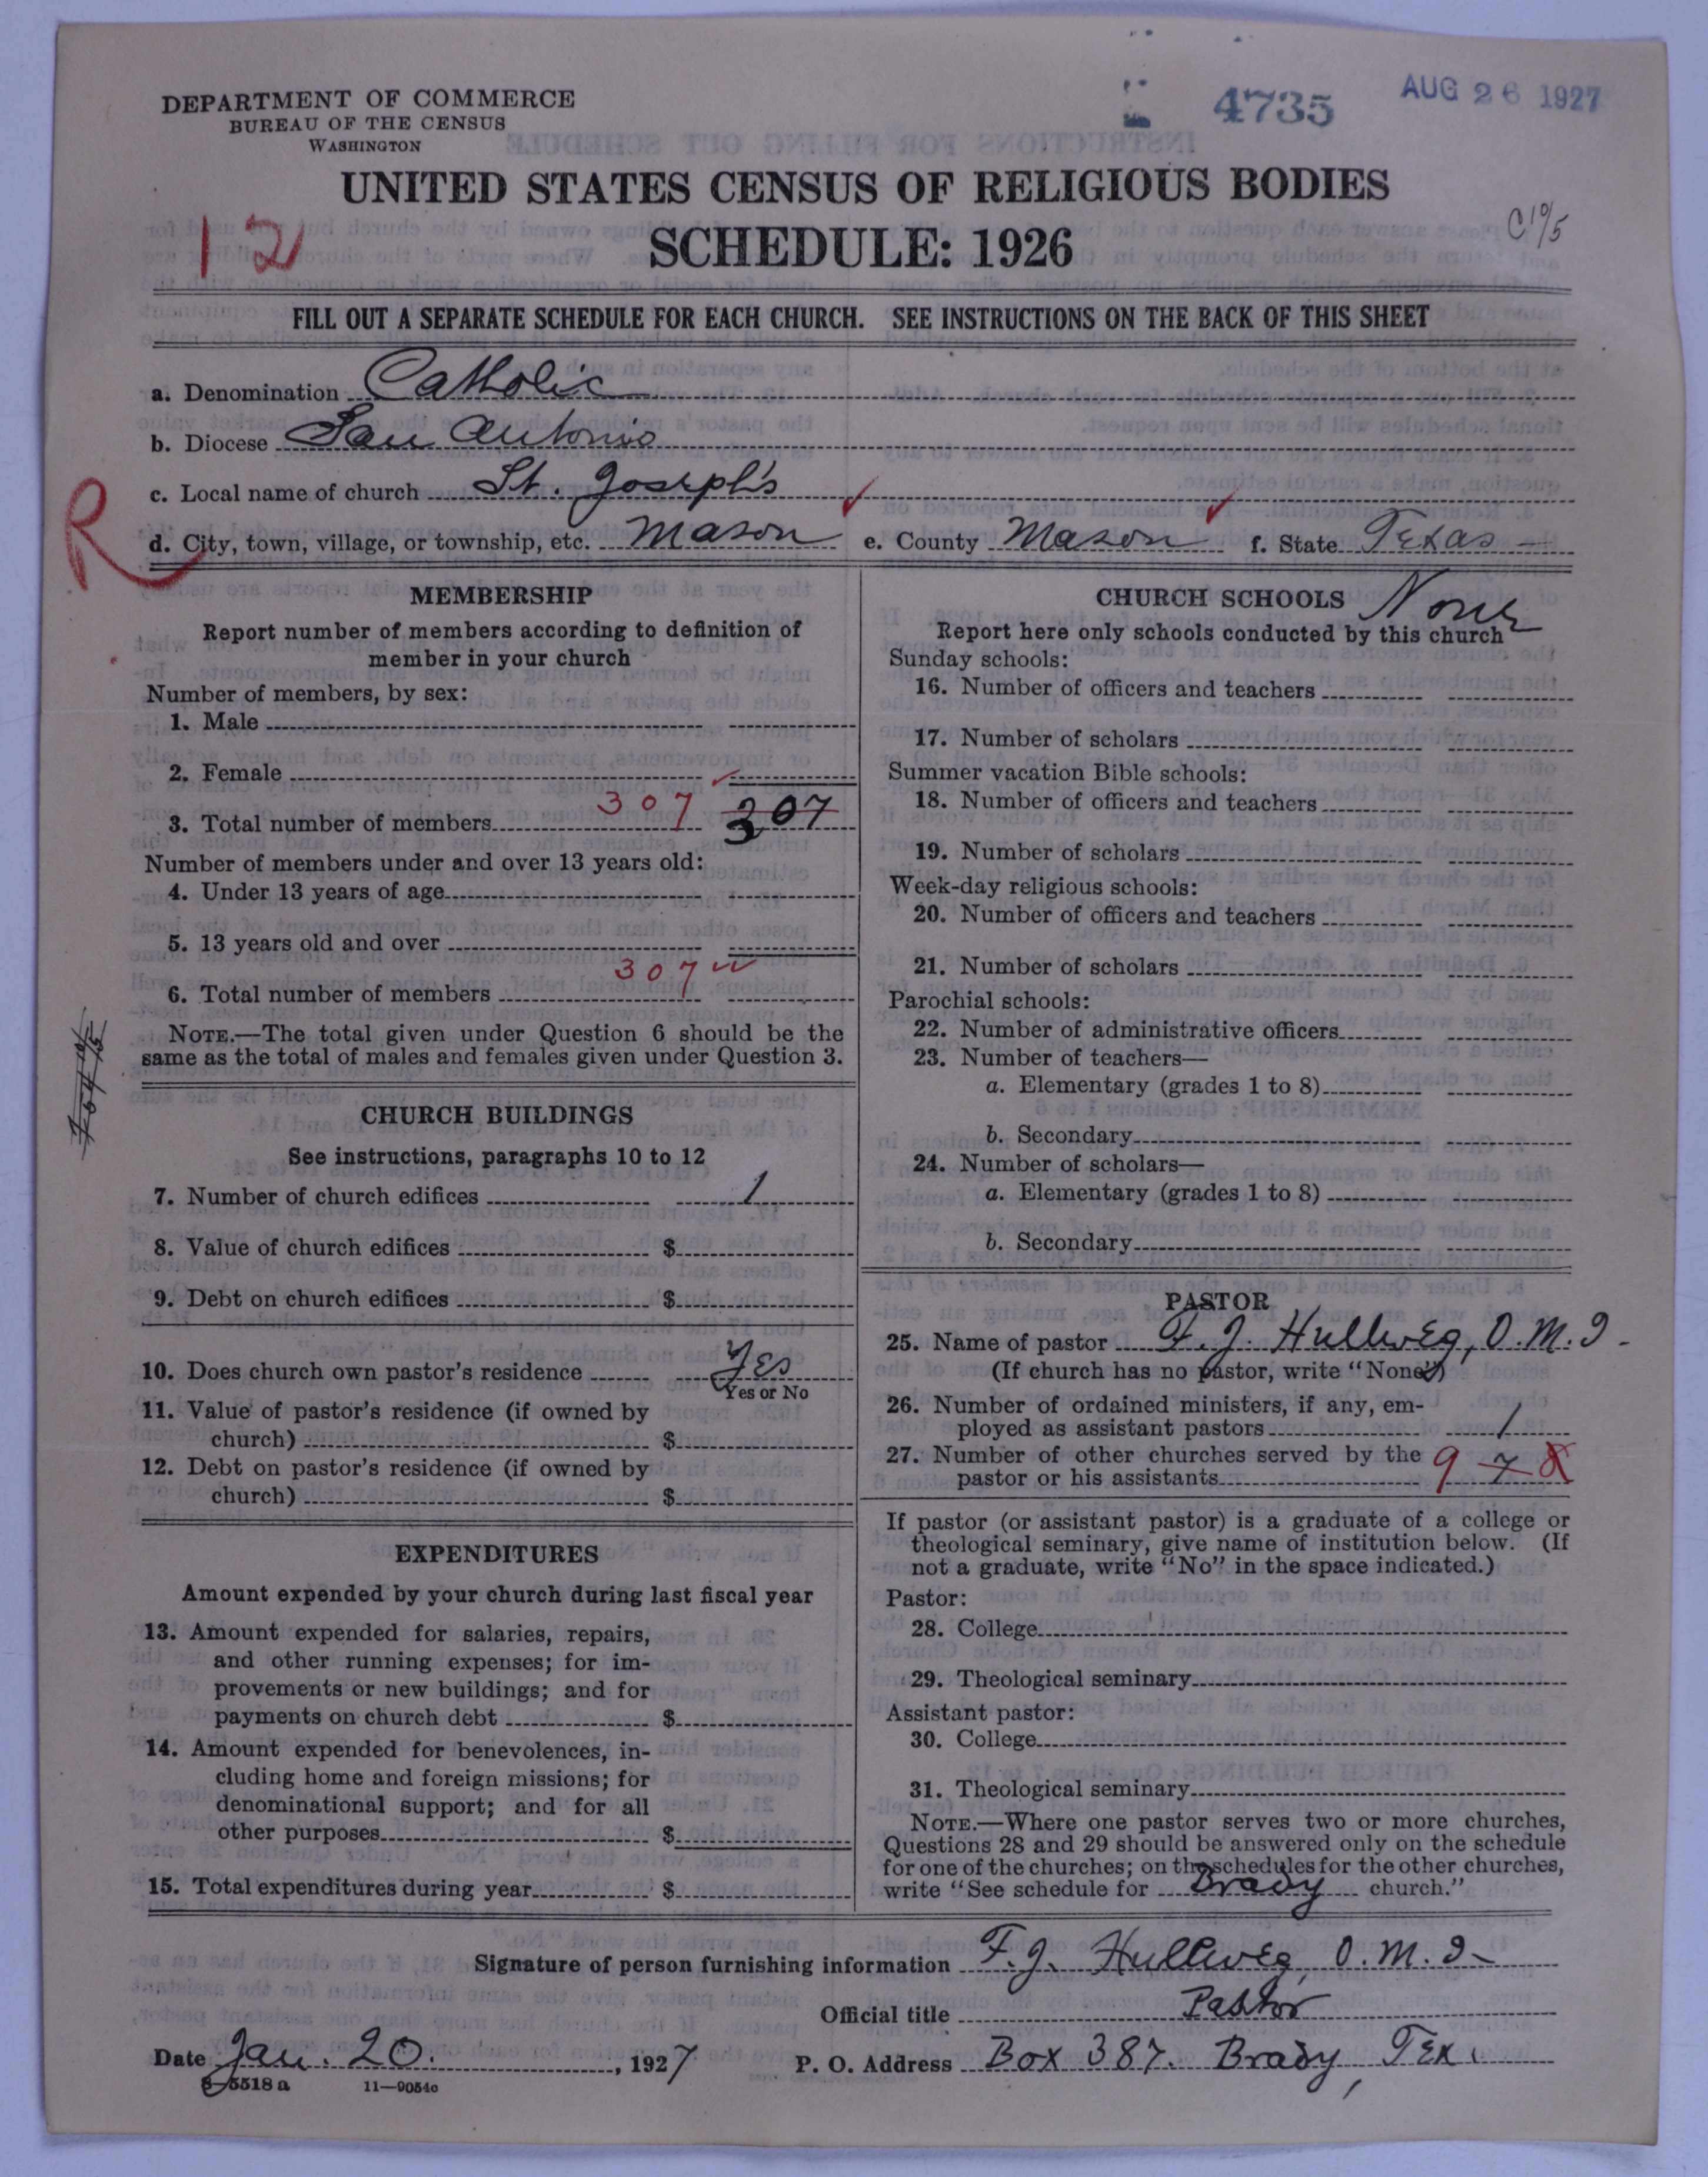 DEPARTMENT OF COMMERCE
BUREAU OF THE CENSUS
WASHINGTON
4735
AUG 26 1927
UNITED STATES CENSUS OF RELIGIOUS BODIES
SCHEDULE: 1926
12
FILL OUT A SEPARATE SCHEDULE FOR EACH CHURCH. SEE INSTRUCTIONS ON THE BACK OF THIS SHEET
a. Denomination Catholic
b. Diocese San Antonio
c. Local name of church St. Joseph's
R
d. City, town, village, or township, etc. Mason e. County Mason f. State Texas
MEMBERSHIP
Report number of members according to definition of
member in your church
Number of members, by sex:
1. Male
2. Female
3. Total number of members 307 307
Number of members under and over 13 years old:
4. Under 13 years of age
5. 13 years old and over
6. Total number of members 307
NOTE.—The total given under Question 6 should be the
same as the total of males and females given under Question 3.
CHURCH BUILDINGS
See instructions, paragraphs 10 to 12
7. Number of church edifices 1
8. Value of church edifices $
9. Debt on church edifices $
10. Does church own pastor's residence Yes
Yes or No
11. Value of pastor's residence (if owned by
church) $
12. Debt on pastor's residence (if owned by
church) $
EXPENDITURES
Amount expended by your church during last fiscal year
13. Amount expended for salaries, repairs,
and other running expenses; for im-
provements or new buildings; and for
payments on church debt $
14. Amount expended for benevolences, in-
cluding home and foreign missions; for
denominational support; and for all
other purposes $
15. Total expenditures during year $
CHURCH SCHOOLS None
Report here only schools conducted by this church
Sunday schools:
16. Number of officers and teachers
17. Number of scholars
Summer vacation Bible schools:
18. Number of officers and teachers
19. Number of scholars
Week-day religious schools:
20. Number of officers and teachers
21. Number of scholars
Parochial schools:
22. Number of administrative officers
23. Number of teachers—
a. Elementary (grades 1 to 8)
b. Secondary
24. Number of scholars—
a. Elementary (grades 1 to 8)
b. Secondary
PASTOR
25. Name of pastor F. J. Hullweg, O.M.I.
(If church has no pastor, write "None")
26. Number of ordained ministers, if any, em-
ployed as assistant pastors 1
27. Number of other churches served by the
pastor or his assistants 9 7 8
If pastor (or assistant pastor) is a graduate of a college or
theological seminary, give name of institution below. (If
not a graduate, write "No" in the space indicated.)
Pastor:
28. College
29. Theological seminary
Assistant pastor:
30. College
31. Theological seminary
NOTE.—Where one pastor serves two or more churches,
Questions 28 and 29 should be answered only on the schedule
for one of the churches; on the schedules for the other churches,
write "See schedule for Brady church."
Signature of person furnishing information F. J. Hullweg, O.M.I.
Official title Pastor
Date Jan. 20., 1927 P. O. Address Box 387. Brady, Tex.
8-5518a 11—9054c